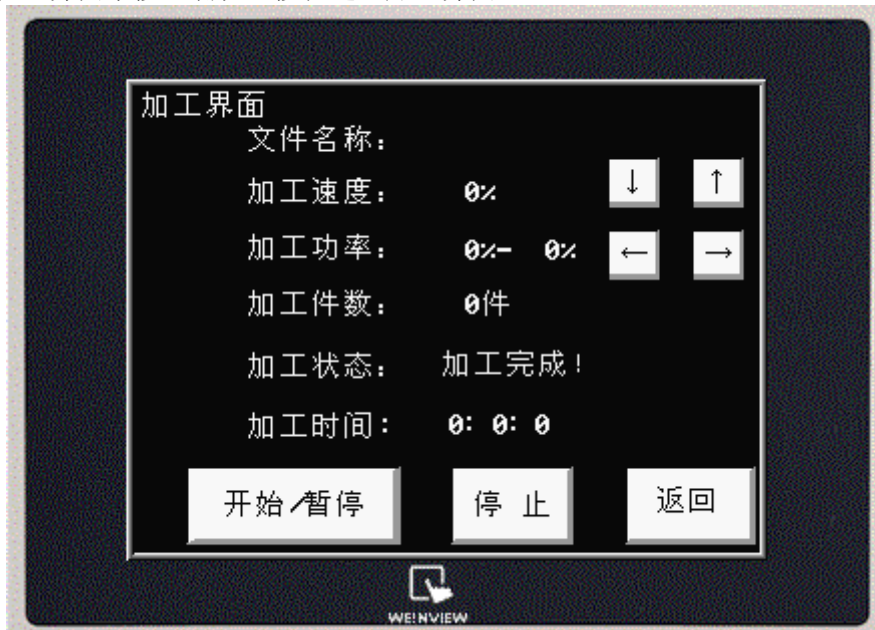 加工界面
文件名称：
加工速度： 0% ↓ ↑
加工功率： 0%- 0% ← →
加工件数： 0件
加工状态： 加工完成！
加工时间： 0: 0: 0
开始/暂停 停 止 返回
WE!NVIEW